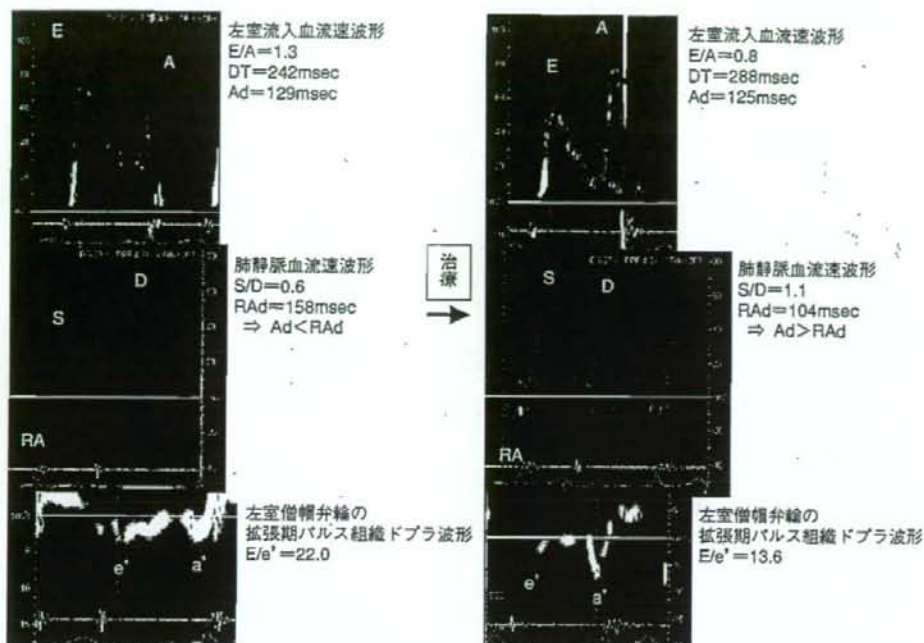 E
A
左室流入血流速波形
E/A=1.3
DT=242msec
Ad=129msec
D
S
RA
肺静脈血流速波形
S/D=0.6
RAd=158msec
⇒ Ad<RAd
e'
a'
左室僧帽弁輪の
拡張期パルス組織ドプラ波形
E/e'=22.0
治療
A
E
左室流入血流速波形
E/A=0.8
DT=288msec
Ad=125msec
S
D
RA
肺静脈血流速波形
S/D=1.1
RAd=104msec
⇒ Ad>RAd
e'
a'
左室僧帽弁輪の
拡張期パルス組織ドプラ波形
E/e'=13.6